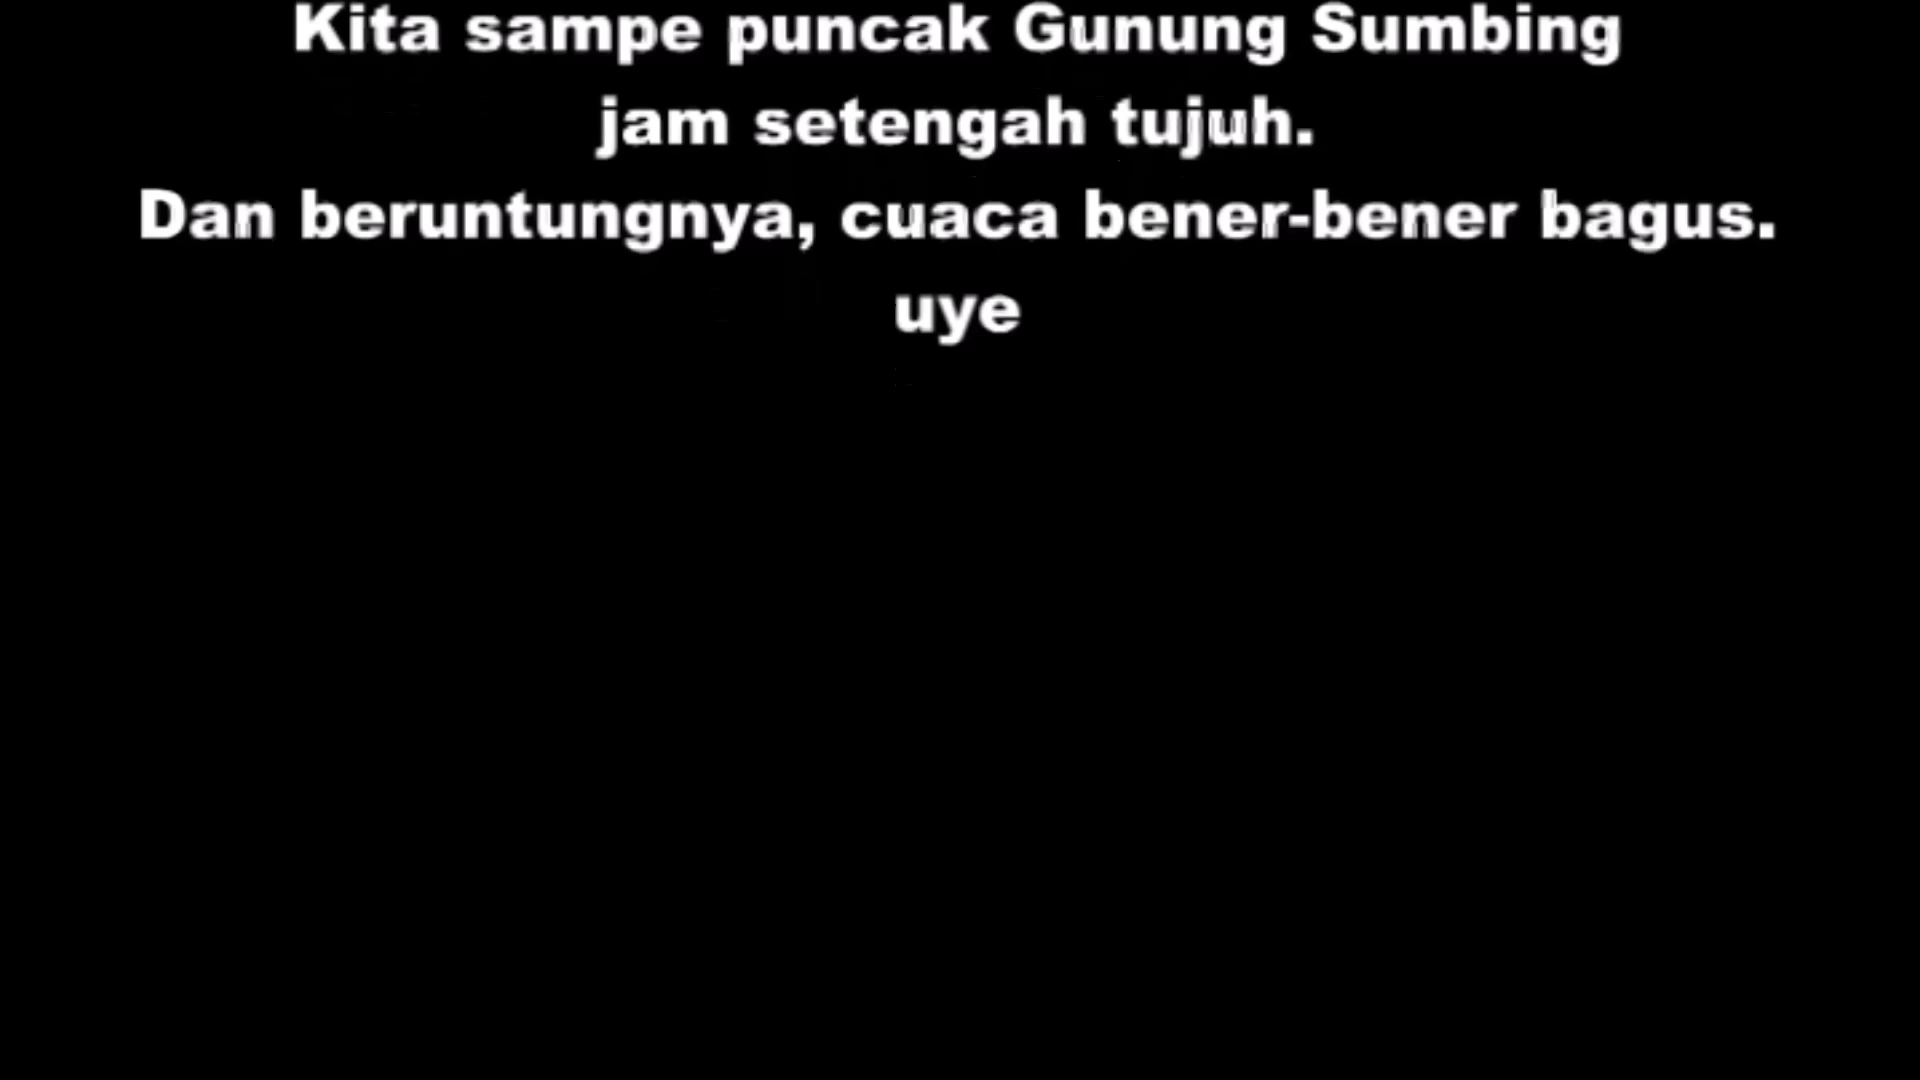 Kita sampe puncak Gunung Sumbing
jam setengah tujuh.
Dan beruntungnya, cuaca bener-bener bagus.
uye